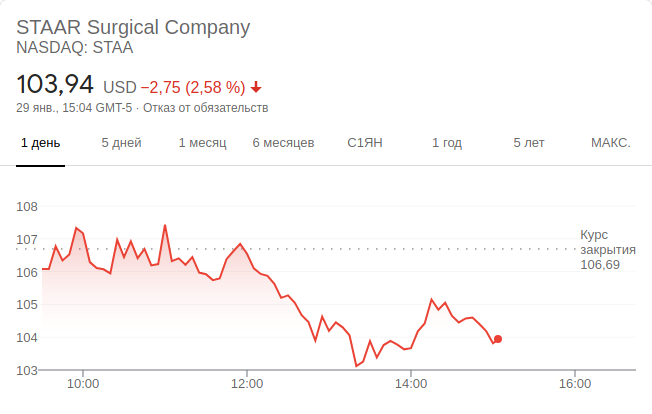 STAAR Surgical Company
NASDAQ: STAA
103,94 USD −2,75 (2,58 %)
29 янв., 15:04 GMT-5 · Отказ от обязательств
1 день 5 дней 1 месяц 6 месяцев С1ЯН 1 год 5 лет МАКС.
108
107
106
105
104
103
Курс
закрытия
106,69
10:00 12:00 14:00 16:00